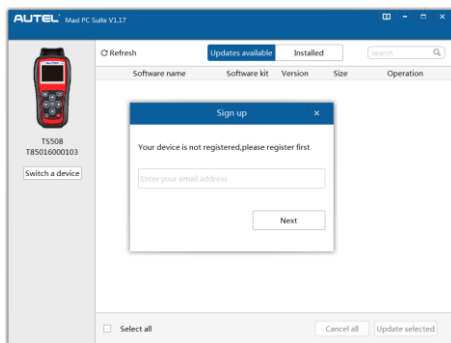 AUTEL Maxi PC Suite V1.17
Refresh
Updates available
Installed
search
Software name Software kit Version Size Operation
TS508
T85016000103
Switch a device
Sign up
Your device is not registered,please register first
Enter your email address
Next
Select all
Cancel all
Update selected